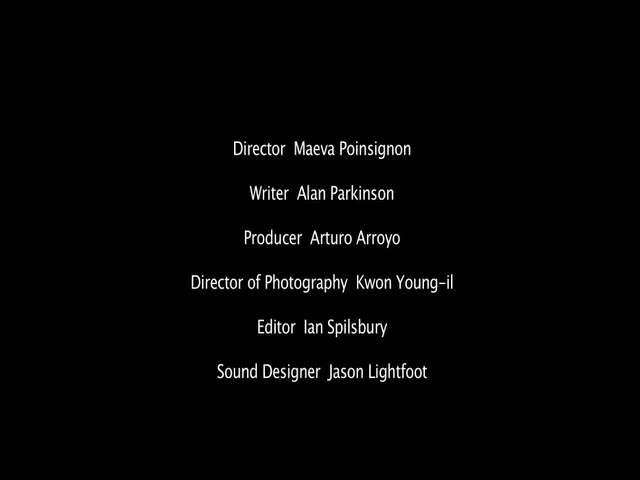 Director  Maeva Poinsignon
Writer  Alan Parkinson
Producer  Arturo Arroyo
Director of Photography  Kwon Young-il
Editor  Ian Spilsbury
Sound Designer  Jason Lightfoot